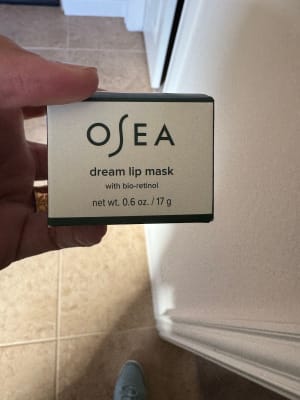 OSEA
dream lip mask
with bio-retinol
net wt. 0.6 oz. / 17 g